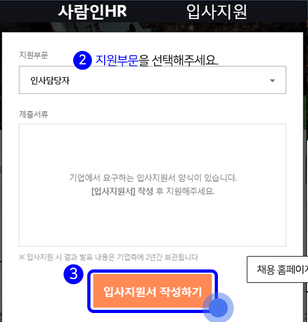 사람인HR 입사지원
지원부문
2 지원부문을 선택해주세요.
인사담당자
제출서류
기업에서 요구하는 입사지원서 양식이 있습니다.
[입사지원서] 작성 후 지원해주세요.
※ 입사지원 시 결과 발표 내용은 기업측에 2년간 보관됩니다
3
입사지원서 작성하기
채용 홈페이지